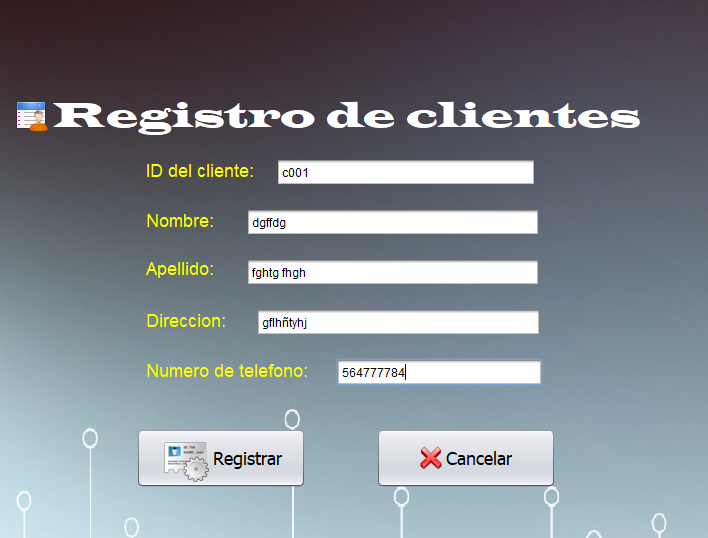 Registro de clientes
ID del cliente: c001
Nombre: dgffdg
Apellido: fghtg fhgh
Direccion: gflhñtyhj
Numero de telefono: 564777784
Registrar Cancelar